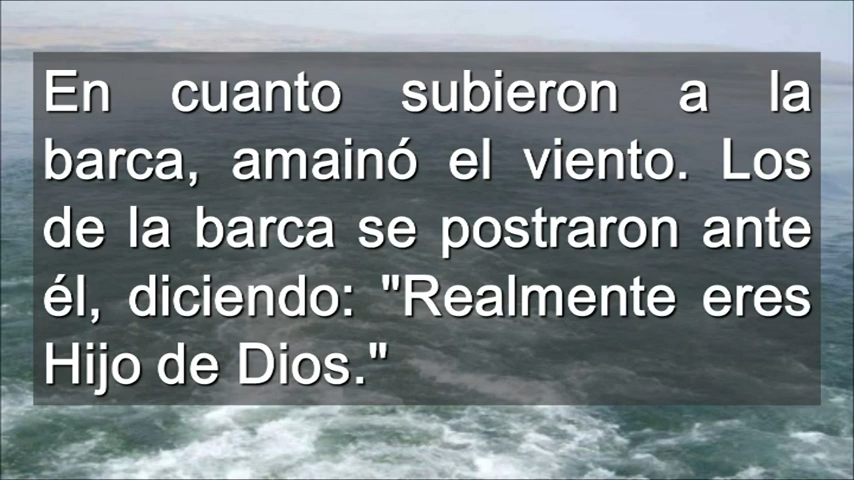 En cuanto subieron a la
barca, amainó el viento. Los
de la barca se postraron ante
él, diciendo: "Realmente eres
Hijo de Dios."